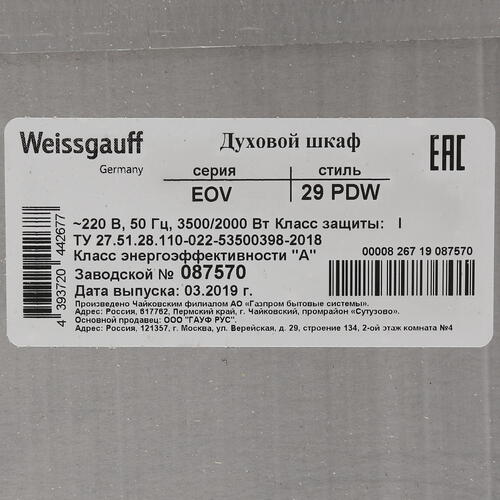 Weissgauff
Germany
Духовой шкаф
EAC
серия стиль
EOV 29 PDW
~220 В, 50 Гц, 3500/2000 Вт Класс защиты: I
ТУ 27.51.28.110-022-53500398-2018
Класс энергоэффективности "А"
Заводской № 087570
Дата выпуска: 03.2019 г.
00008 267 19 087570
4 393720 442677
Произведено Чайковским филиалом АО «Газпром бытовые системы».
Адрес: Россия, 617762, Пермский край, г. Чайковский, промрайон «Сутузово».
Основной продавец: ООО "ГАУФ РУС".
Адрес: Россия, 121357, г. Москва, ул. Верейская, д. 29, строение 134, 2-ой этаж комната №4